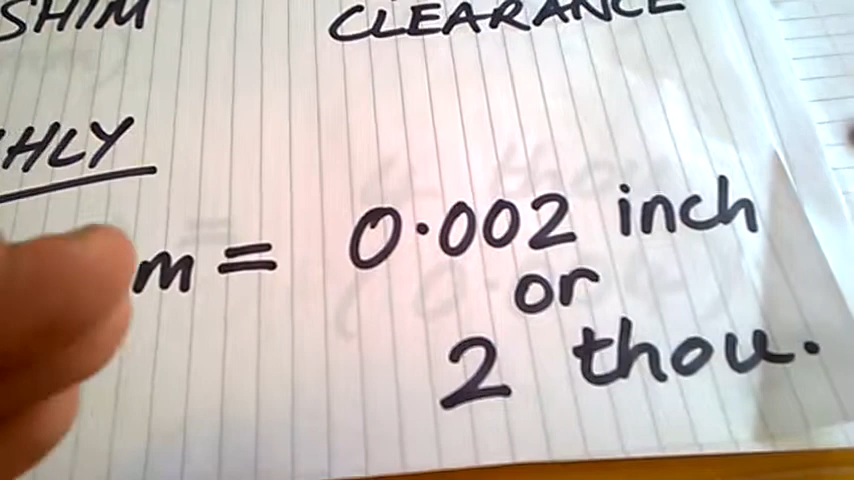 SHIM CLEARANCE
HLY
m = 0.002 inch
or
2 thou.